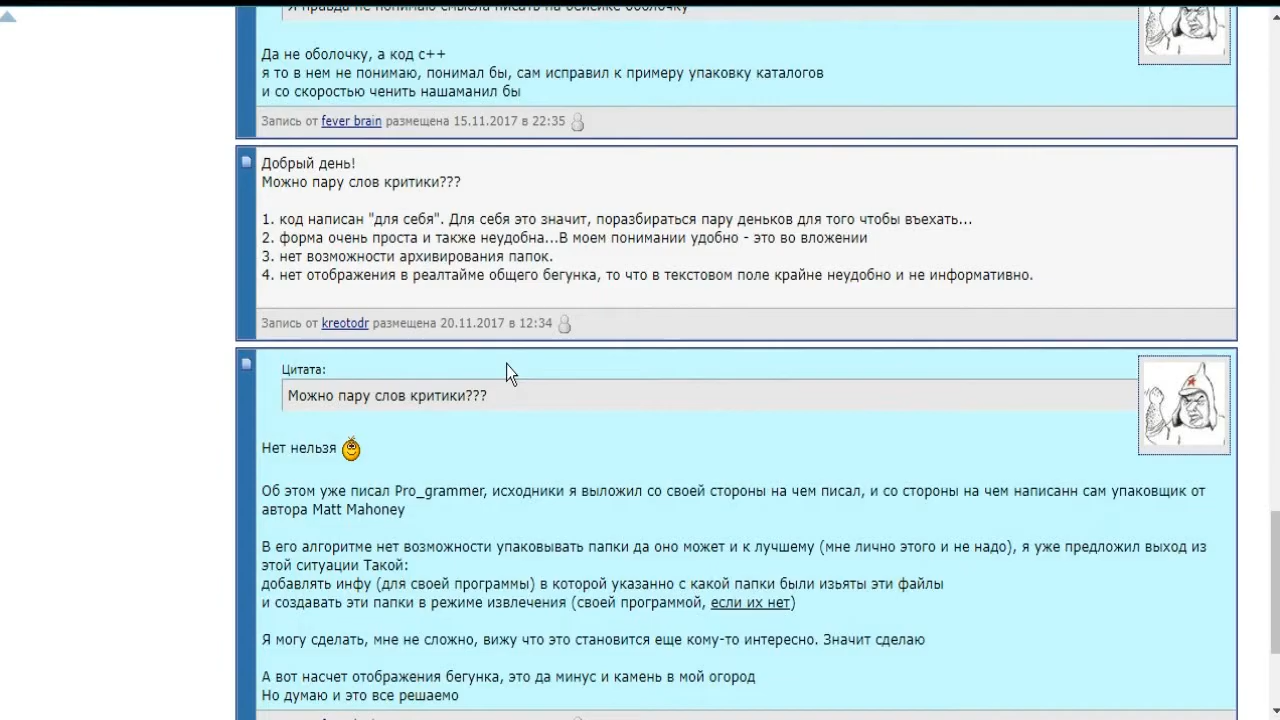 Я правда не понимаю смысла писать на бейсике оболочку
Да не оболочку, а код с++
я то в нем не понимаю, понимал бы, сам исправил к примеру упаковку каталогов
и со скоростью ченить нашаманил бы
Запись от fever brain размещена 15.11.2017 в 22:35
Добрый день!
Можно пару слов критики???
1. код написан "для себя". Для себя это значит, поразбираться пару деньков для того чтобы въехать...
2. форма очень проста и также неудобна...В моем понимании удобно - это во вложении
3. нет возможности архивирования папок.
4. нет отображения в реалтайме общего бегунка, то что в текстовом поле крайне неудобно и не информативно.
Запись от kreotodr размещена 20.11.2017 в 12:34
Цитата:
Можно пару слов критики???
Нет нельзя
Об этом уже писал Pro_grammer, исходники я выложил со своей стороны на чем писал, и со стороны на чем написанн сам упаковщик от
автора Matt Mahoney
В его алгоритме нет возможности упаковывать папки да оно может и к лучшему (мне лично этого и не надо), я уже предложил выход из
этой ситуации Такой:
добавлять инфу (для своей программы) в которой указанно с какой папки были изьяты эти файлы
и создавать эти папки в режиме извлечения (своей программой, если их нет)
Я могу сделать, мне не сложно, вижу что это становится еще кому-то интересно. Значит сделаю
А вот насчет отображения бегунка, это да минус и камень в мой огород
Но думаю и это все решаемо